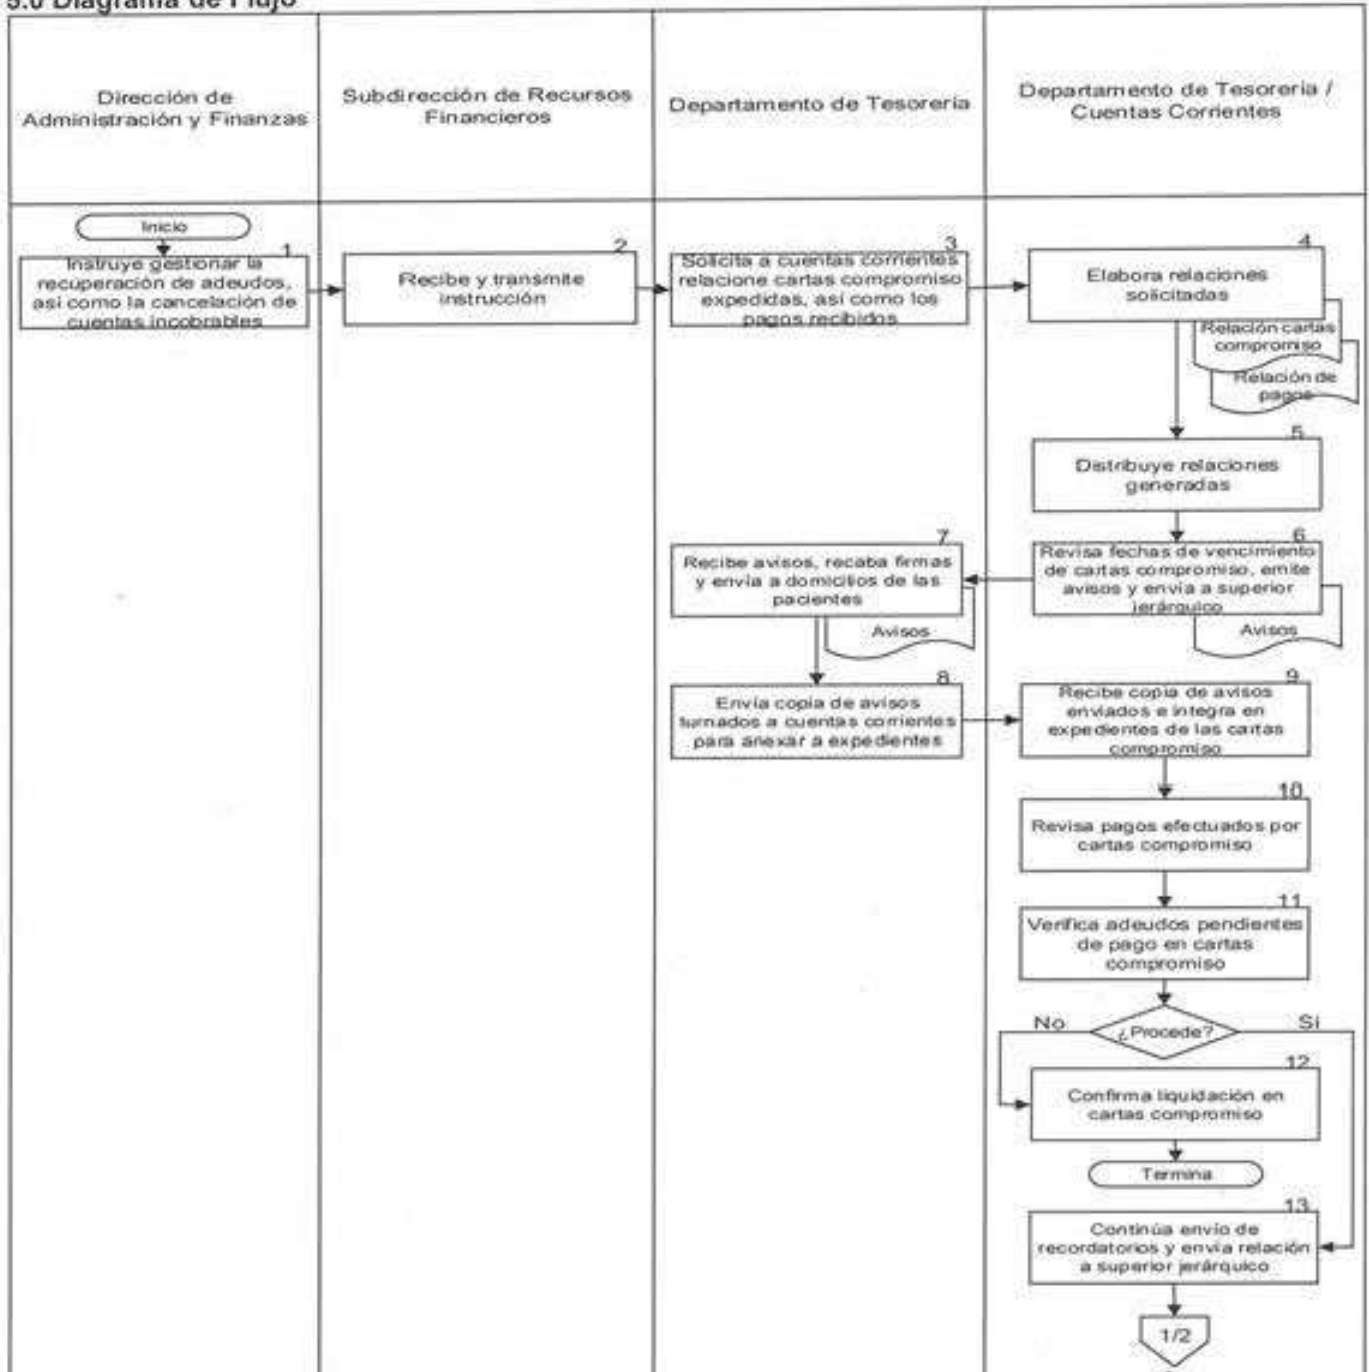 5.0 Diagrama de Flujo
Dirección de
Administración y Finanzas
Subdirección de Recursos
Financieros
Departamento de Tesorería
Departamento de Tesorería /
Cuentas Corrientes
Inicio
1
Instruye gestionar la
recuperación de adeudos,
así como la cancelación de
cuentas incobrables
2
Recibe y transmite
instrucción
3
Solicita a cuentas corrientes
relacione cartas compromiso
expedidas, así como los
pagos recibidos
4
Elabora relaciones
solicitadas
Relación cartas
compromiso
Relación de
pagos
5
Distribuye relaciones
generadas
6
Revisa fechas de vencimiento
de cartas compromiso, emite
avisos y envía a superior
jerárquico
Avisos
7
Recibe avisos, recaba firmas
y envía a domicilios de las
pacientes
Avisos
8
Envía copia de avisos
turnados a cuentas corrientes
para anexar a expedientes
9
Recibe copia de avisos
enviados e integra en
expedientes de las cartas
compromiso
10
Revisa pagos efectuados por
cartas compromiso
11
Verifica adeudos pendientes
de pago en cartas
compromiso
No
¿Procede?
Sí
12
Confirma liquidación en
cartas compromiso
Termina
13
Continúa envío de
recordatorios y envía relación
a superior jerárquico
1/2